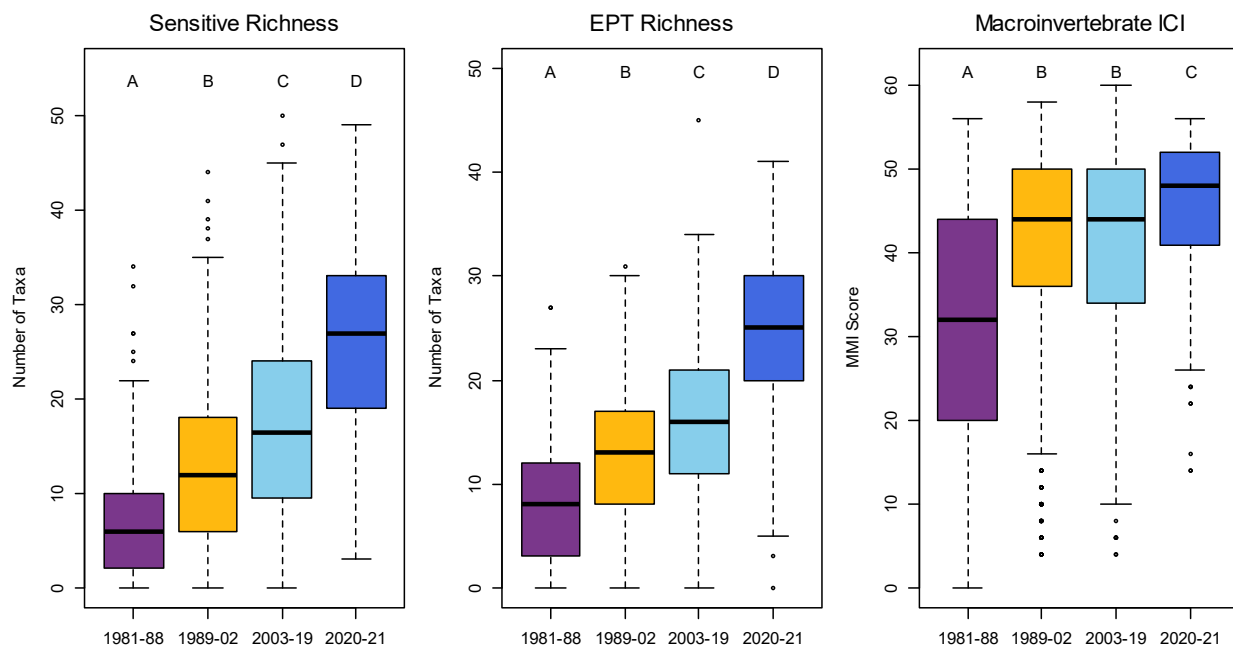 Sensitive Richness
A B C D
Number of Taxa
50
40
30
20
10
0
1981-88 1989-02 2003-19 2020-21
EPT Richness
A B C D
Number of Taxa
50
40
30
20
10
0
1981-88 1989-02 2003-19 2020-21
Macroinvertebrate ICI
A B B C
MMI Score
60
50
40
30
20
10
0
1981-88 1989-02 2003-19 2020-21